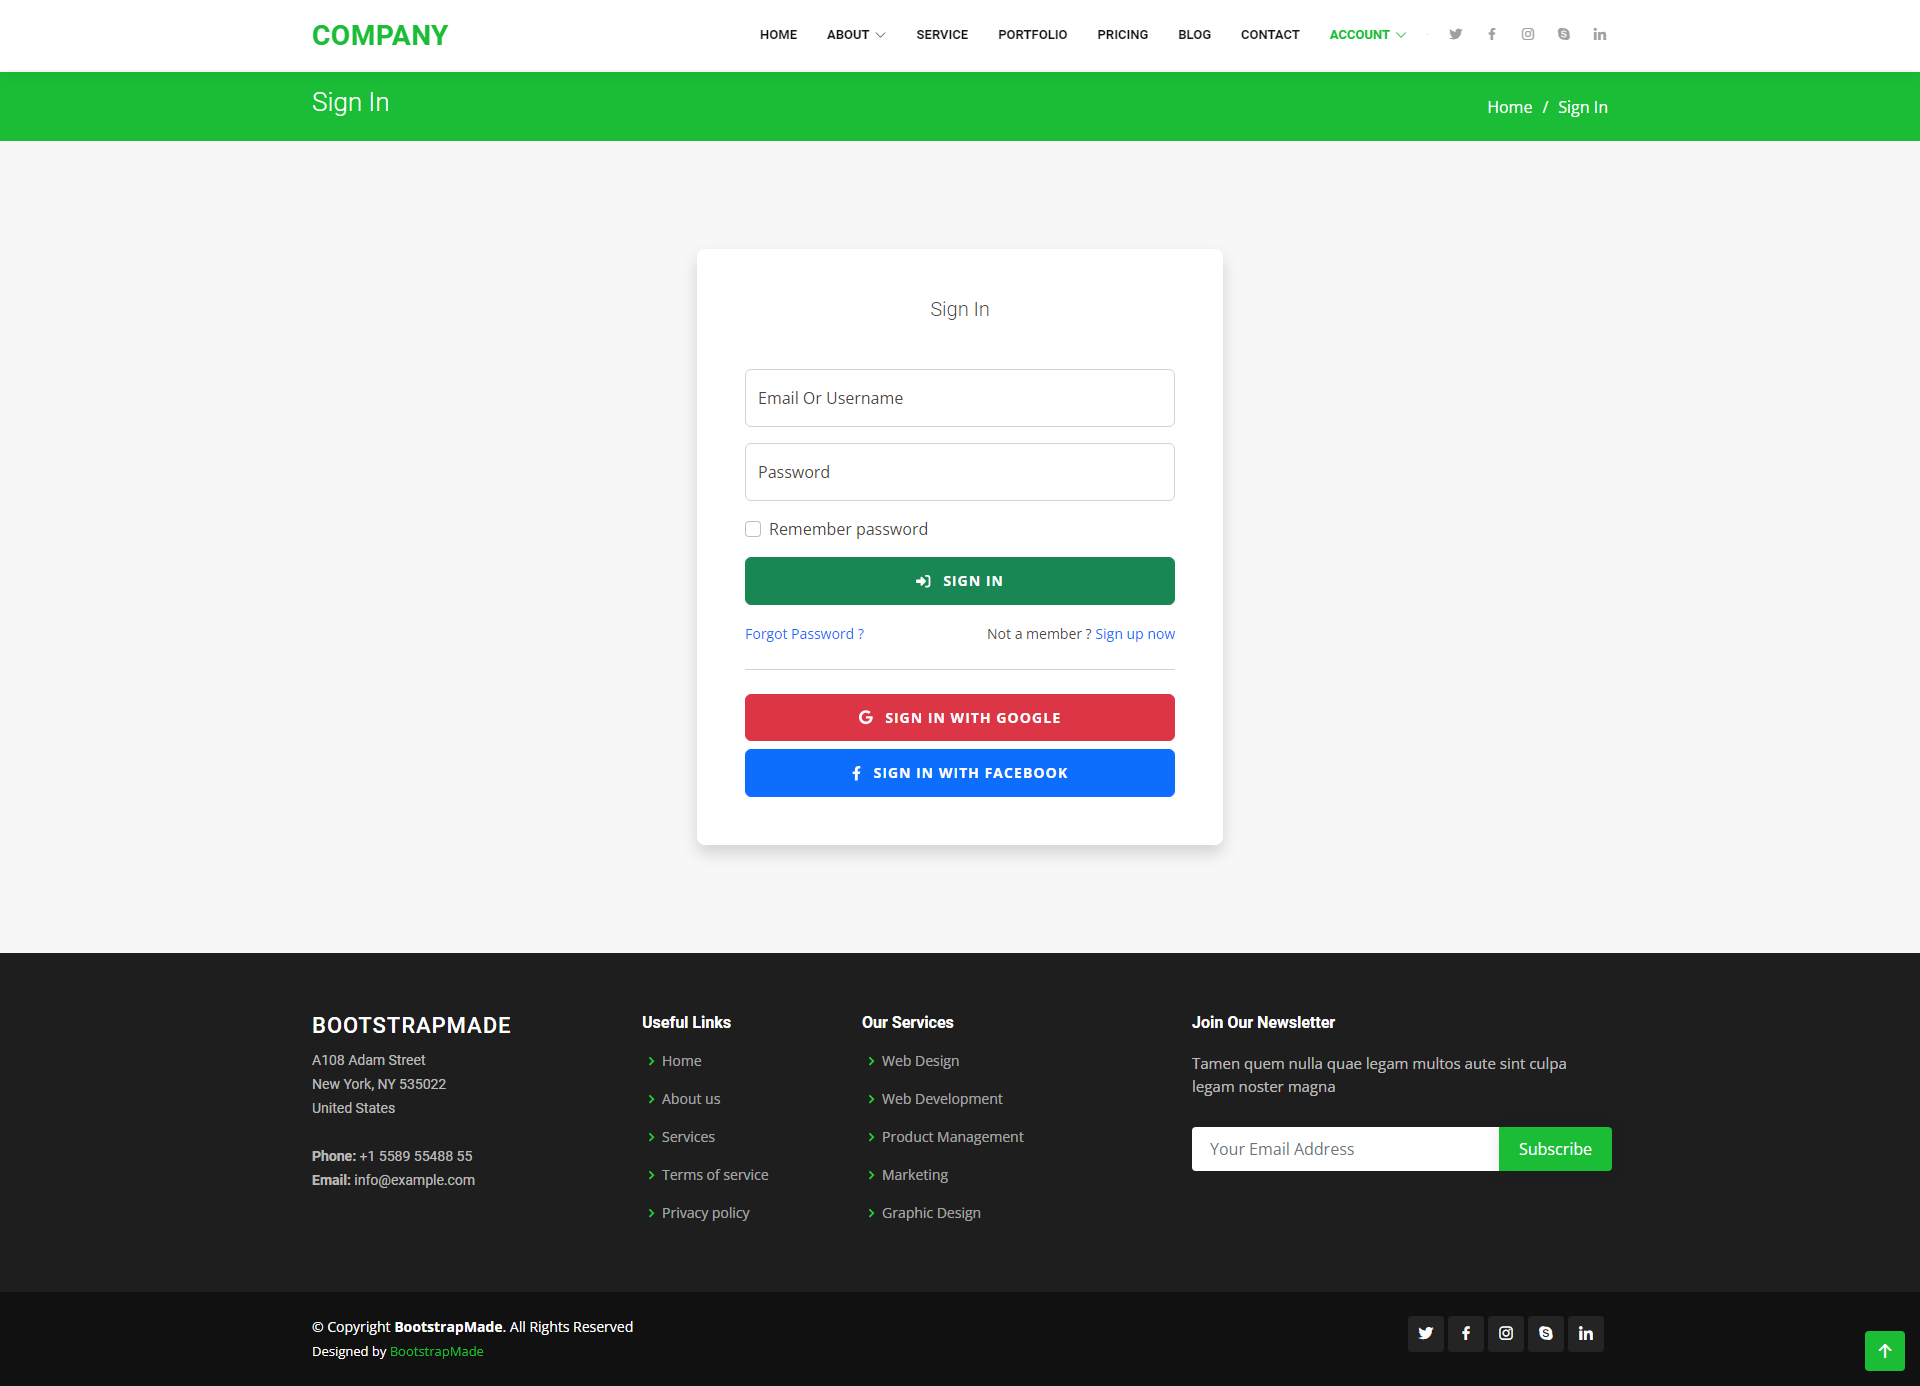 COMPANY
HOME ABOUT SERVICE PORTFOLIO PRICING BLOG CONTACT ACCOUNT
Sign In
Home / Sign In
Sign In
Email Or Username
Password
Remember password
SIGN IN
Forgot Password ? Not a member ? Sign up now
SIGN IN WITH GOOGLE
SIGN IN WITH FACEBOOK
BOOTSTRAPMADE
A108 Adam Street
New York, NY 535022
United States
Phone: +1 5589 55488 55
Email: info@example.com
Useful Links
Home
About us
Services
Terms of service
Privacy policy
Our Services
Web Design
Web Development
Product Management
Marketing
Graphic Design
Join Our Newsletter
Tamen quem nulla quae legam multos aute sint culpa
legam noster magna
Your Email Address Subscribe
© Copyright BootstrapMade. All Rights Reserved
Designed by BootstrapMade